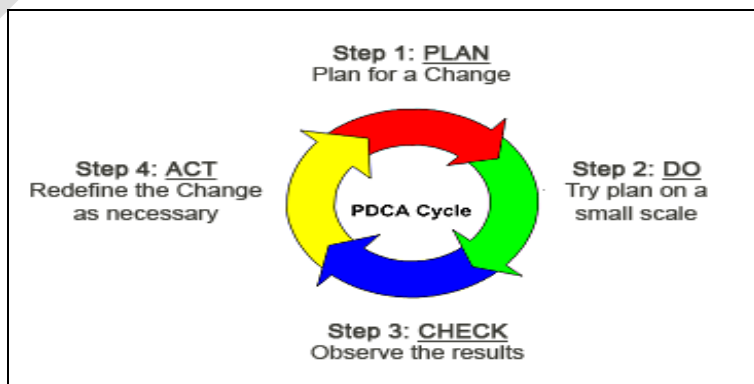 Step 1: PLAN
Plan for a Change
Step 2: DO
Try plan on a
small scale
Step 3: CHECK
Observe the results
Step 4: ACT
Redefine the Change
as necessary
PDCA Cycle